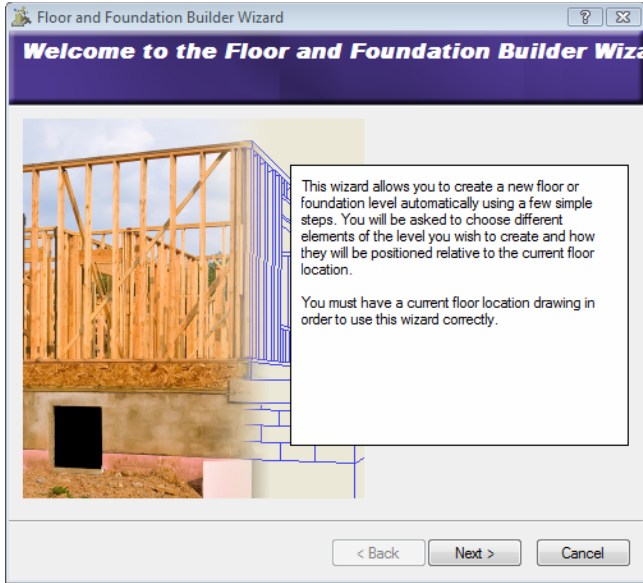 Floor and Foundation Builder Wizard
Welcome to the Floor and Foundation Builder Wiza
This wizard allows you to create a new floor or
foundation level automatically using a few simple
steps. You will be asked to choose different
elements of the level you wish to create and how
they will be positioned relative to the current floor
location.
You must have a current floor location drawing in
order to use this wizard correctly.
< Back Next > Cancel